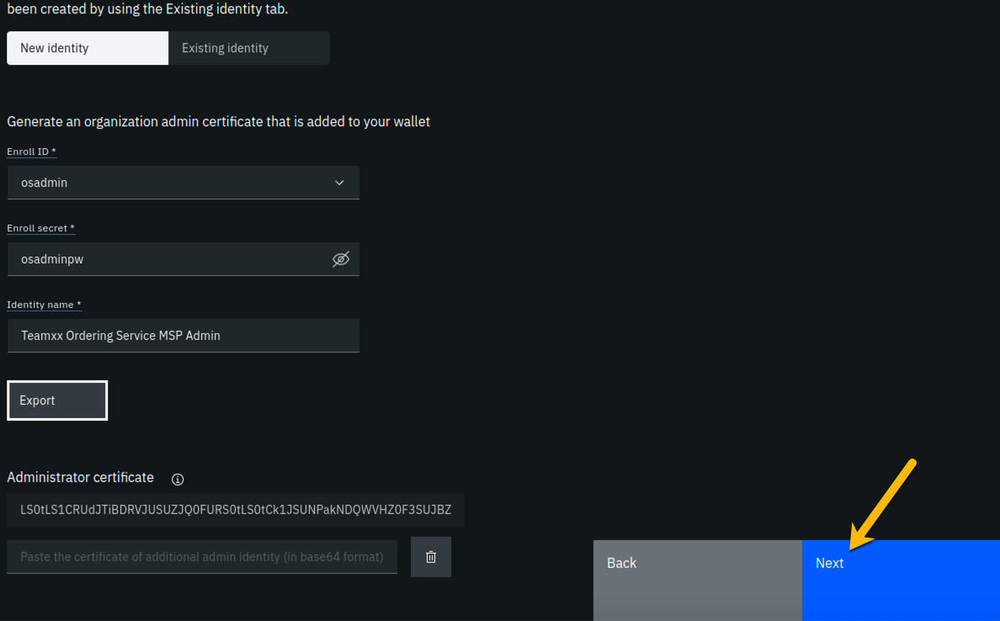 been created by using the Existing identity tab.
New identity
Existing identity
Generate an organization admin certificate that is added to your wallet
Enroll ID *
osadmin
Enroll secret *
osadminpw
Identity name *
Teamxx Ordering Service MSP Admin
Export
Administrator certificate
LS0tLS1CRUdJTiBDRVJUSUZJQ0FURS0tLS0tCk1JSUNPakNDQWVHZ0F3SUJBZ
Paste the certificate of additional admin identity (in base64 format)
Back
Next